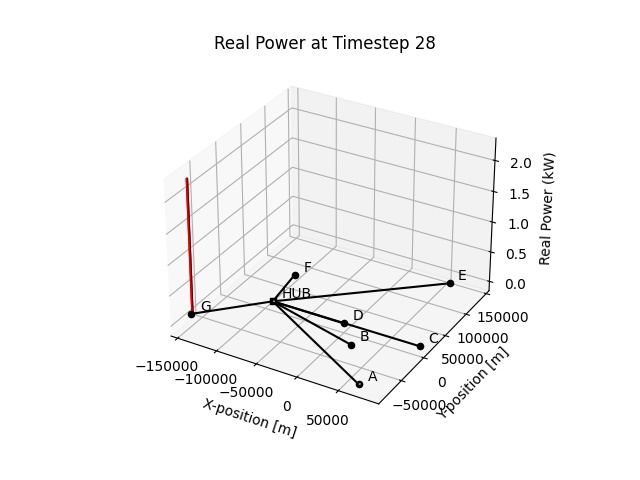 Real Power at Timestep 28
2.0
1.5
1.0
0.5
0.0
Real Power (kW)
F
E
HUB
G
D
B
C
A
150000
100000
50000
0
−50000
Y-position [m]
−150000
−100000
−50000
0
50000
X-position [m]